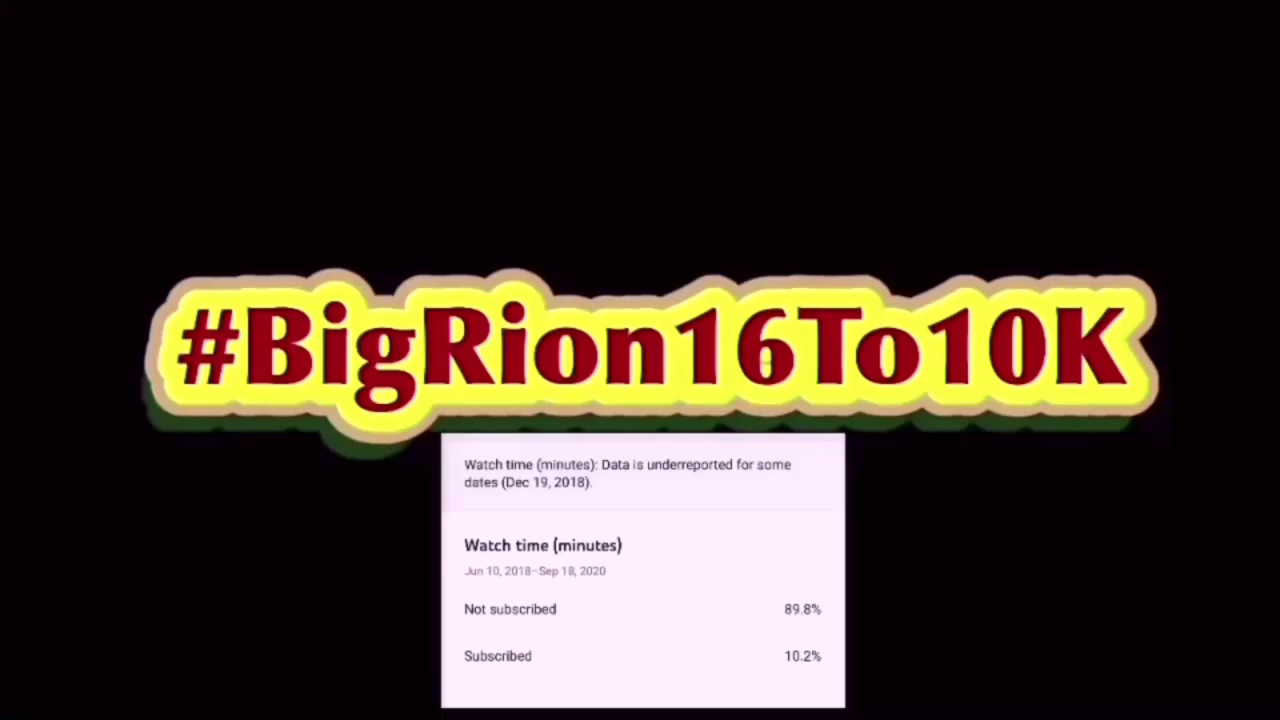 #BigRion16To10K
Watch time (minutes): Data is underreported for some
dates (Dec 19, 2018).
Watch time (minutes)
Jun 10, 2018–Sep 18, 2020
Not subscribed 89.8%
Subscribed 10.2%